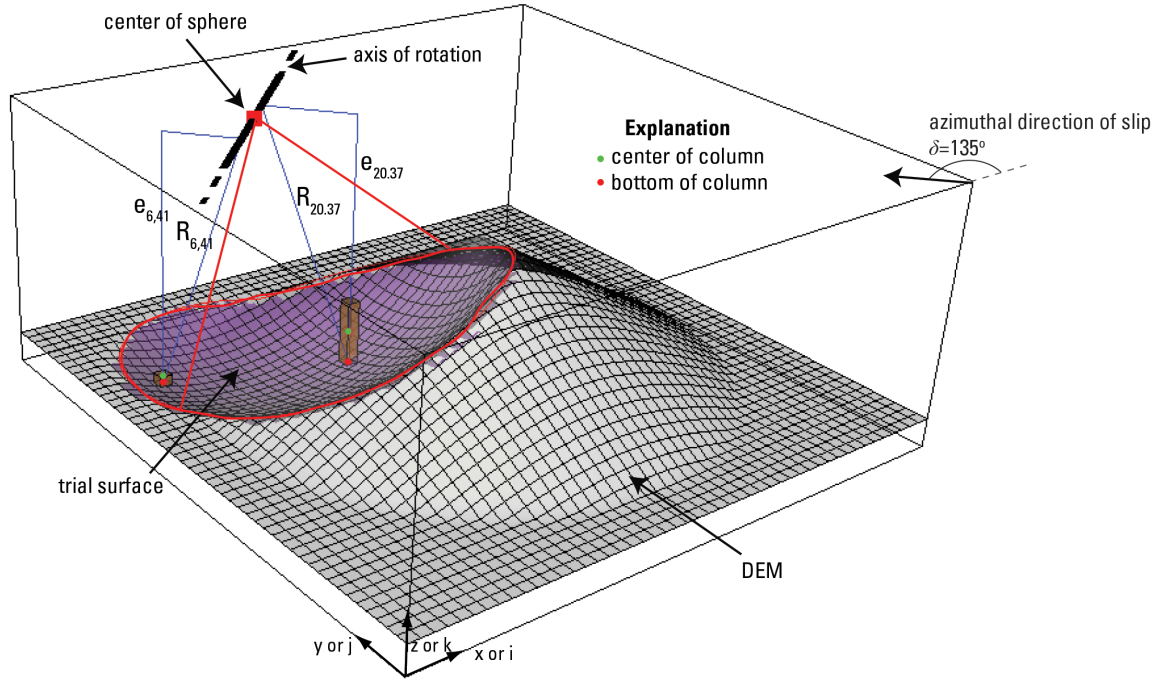 center of sphere
axis of rotation
Explanation
center of column
bottom of column
azimuthal direction of slip
δ=135º
e20.37
R20.37
e6,41
R6,41
trial surface
DEM
y or j
z or k
x or i